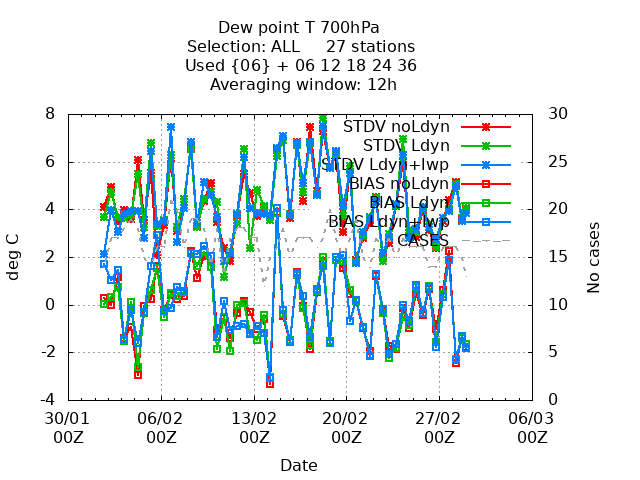 Dew point T 700hPa
Selection: ALL     27 stations
Used {06} + 06 12 18 24 36
Averaging window: 12h
8
6
4
2
0
-2
-4
deg C
30
25
20
15
10
5
0
No cases
STDV noLdyn
STDV Ldyn
STDV Ldyn+lwp
BIAS noLdyn
BIAS Ldyn
BIAS Ldyn+lwp
CASES
30/01 06/02 13/02 20/02 27/02 06/03
00Z 00Z 00Z 00Z 00Z 00Z
Date